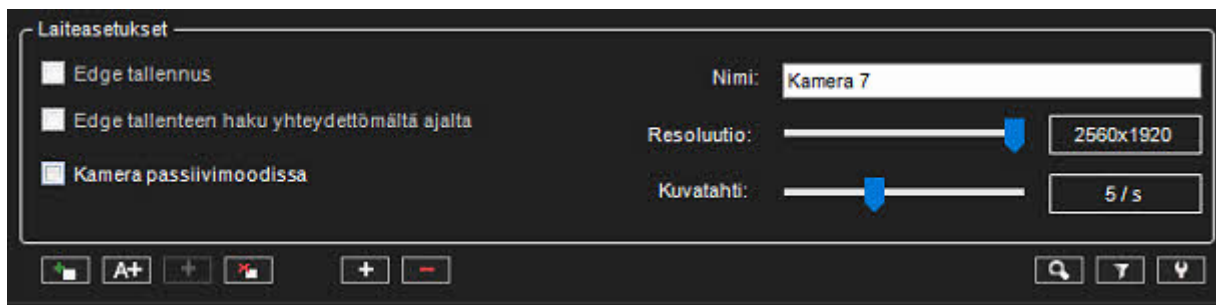 Laiteasetukset
Edge tallennus
Edge tallenteen haku yhteydettömältä ajalta
Kamera passiivimoodissa
Nimi: Kamera 7
Resoluutio: 2560x1920
Kuvatahti: 5 / s
A+